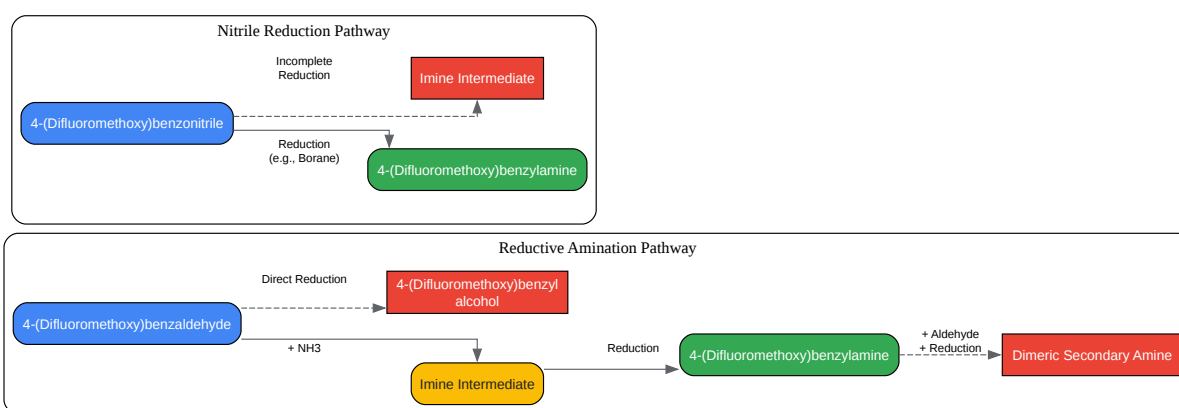 Nitrile Reduction Pathway
Incomplete
Reduction
Imine Intermediate
4-(Difluoromethoxy)benzonitrile
Reduction
(e.g., Borane)
4-(Difluoromethoxy)benzylamine
Reductive Amination Pathway
Direct Reduction
4-(Difluoromethoxy)benzyl
alcohol
4-(Difluoromethoxy)benzaldehyde
+ NH3
Imine Intermediate
Reduction
4-(Difluoromethoxy)benzylamine
+ Aldehyde
+ Reduction
Dimeric Secondary Amine